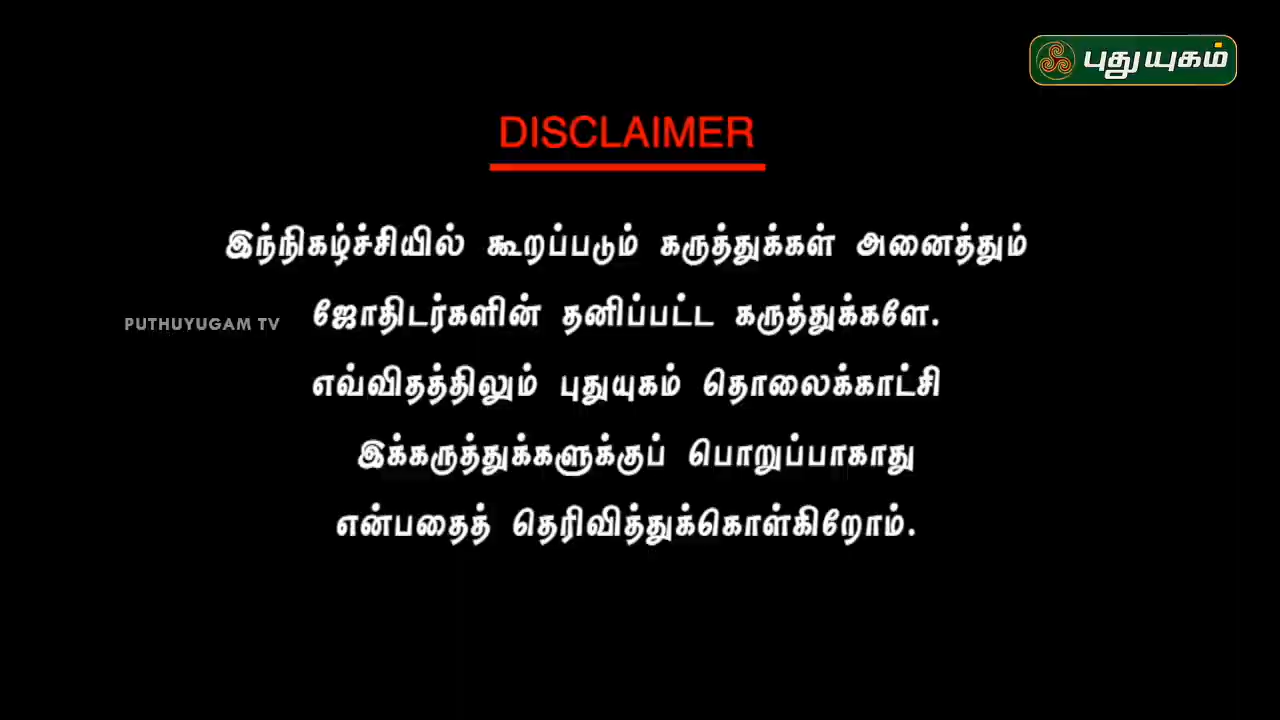 புதுயுகம்
DISCLAIMER
இந்நிகழ்ச்சியில் கூறப்படும் கருத்துக்கள் அனைத்தும்
PUTHUYUGAM TV
ஜோதிடர்களின் தனிப்பட்ட கருத்துக்களே.
எவ்விதத்திலும் புதுயுகம் தொலைக்காட்சி
இக்கருத்துக்களுக்குப் பொறுப்பாகாது
என்பதைத் தெரிவித்துக்கொள்கிறோம்.